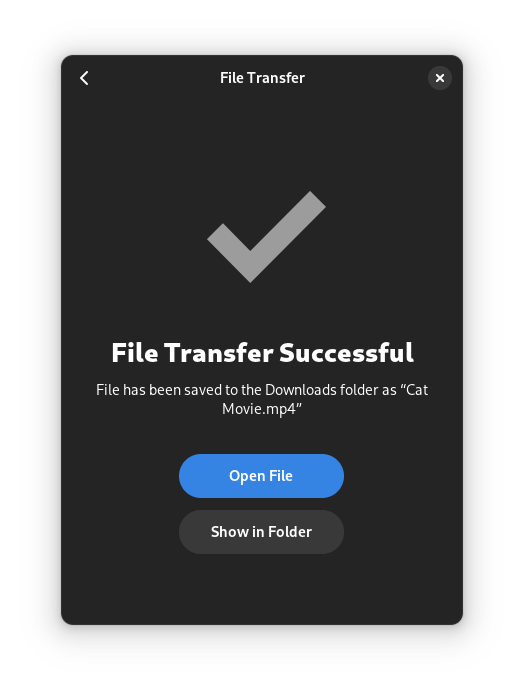 File Transfer
File Transfer Successful
File has been saved to the Downloads folder as “Cat
Movie.mp4”
Open File
Show in Folder